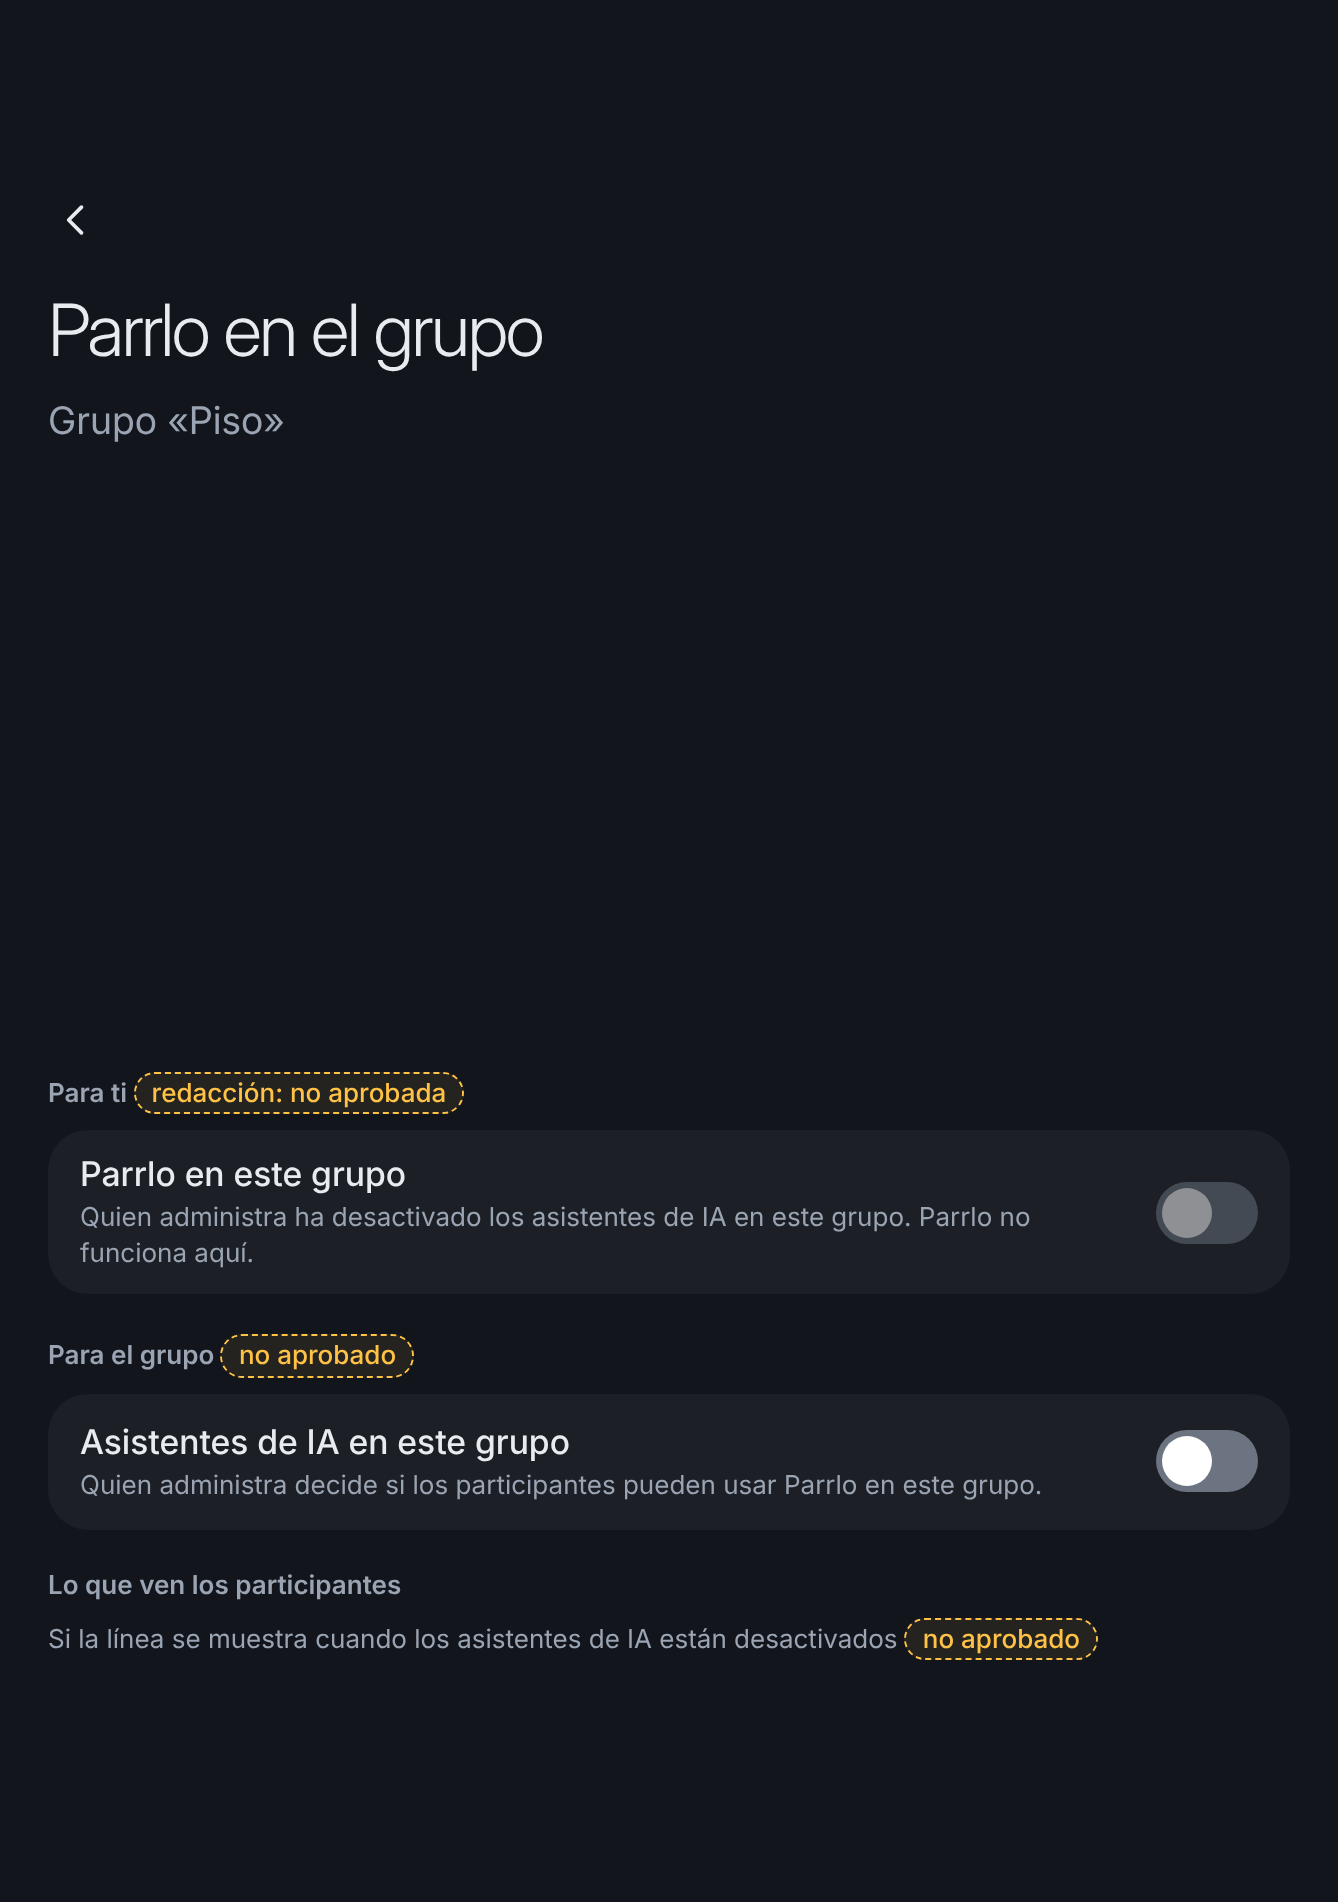 Parrlo en el grupo
Grupo «Piso»
Para ti redacción: no aprobada
Parrlo en este grupo
Quien administra ha desactivado los asistentes de IA en este grupo. Parrlo no
funciona aquí.
Para el grupo no aprobado
Asistentes de IA en este grupo
Quien administra decide si los participantes pueden usar Parrlo en este grupo.
Lo que ven los participantes
Si la línea se muestra cuando los asistentes de IA están desactivados no aprobado